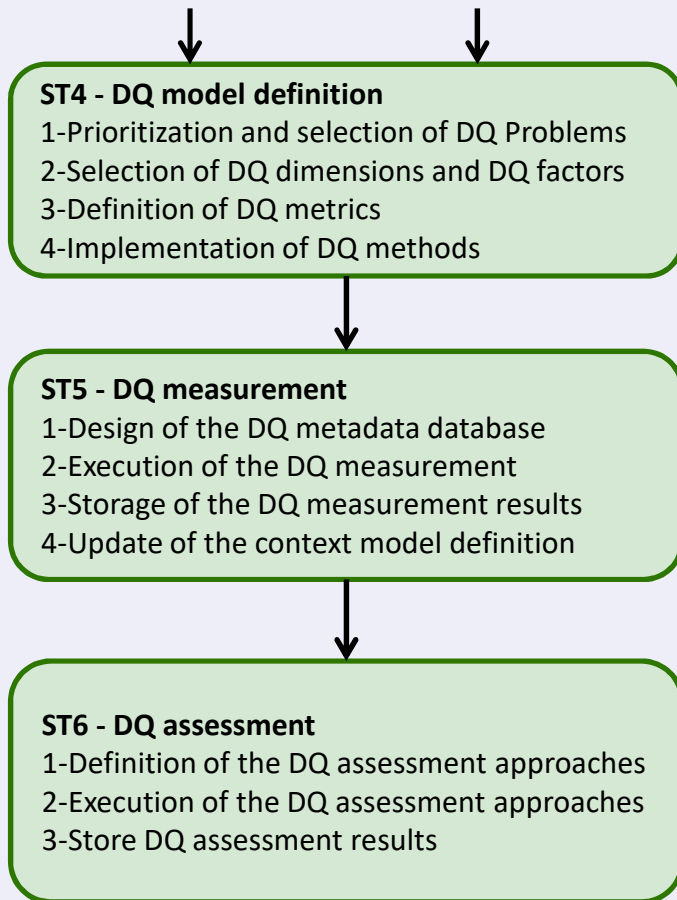 ST4 - DQ model definition
1-Prioritization and selection of DQ Problems
2-Selection of DQ dimensions and DQ factors
3-Definition of DQ metrics
4-Implementation of DQ methods
ST5 - DQ measurement
1-Design of the DQ metadata database
2-Execution of the DQ measurement
3-Storage of the DQ measurement results
4-Update of the context model definition
ST6 - DQ assessment
1-Definition of the DQ assessment approaches
2-Execution of the DQ assessment approaches
3-Store DQ assessment results